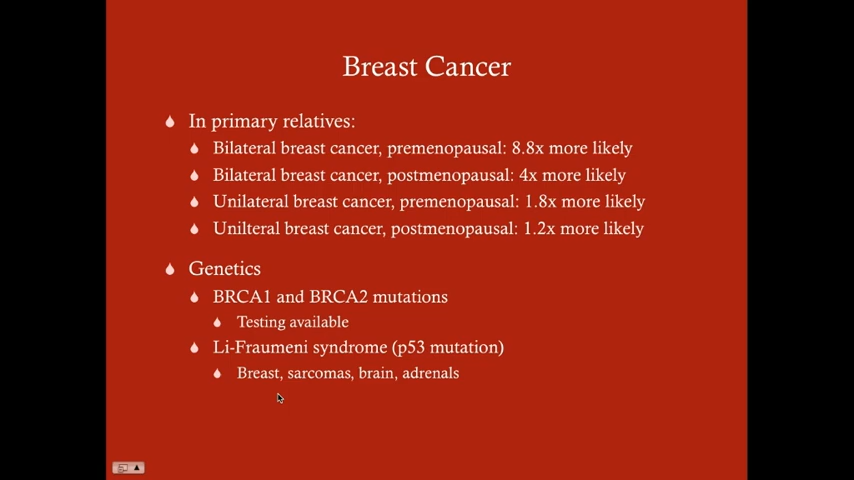 Breast Cancer
In primary relatives:
Bilateral breast cancer, premenopausal: 8.8x more likely
Bilateral breast cancer, postmenopausal: 4x more likely
Unilateral breast cancer, premenopausal: 1.8x more likely
Unilteral breast cancer, postmenopausal: 1.2x more likely
Genetics
BRCA1 and BRCA2 mutations
Testing available
Li-Fraumeni syndrome (p53 mutation)
Breast, sarcomas, brain, adrenals